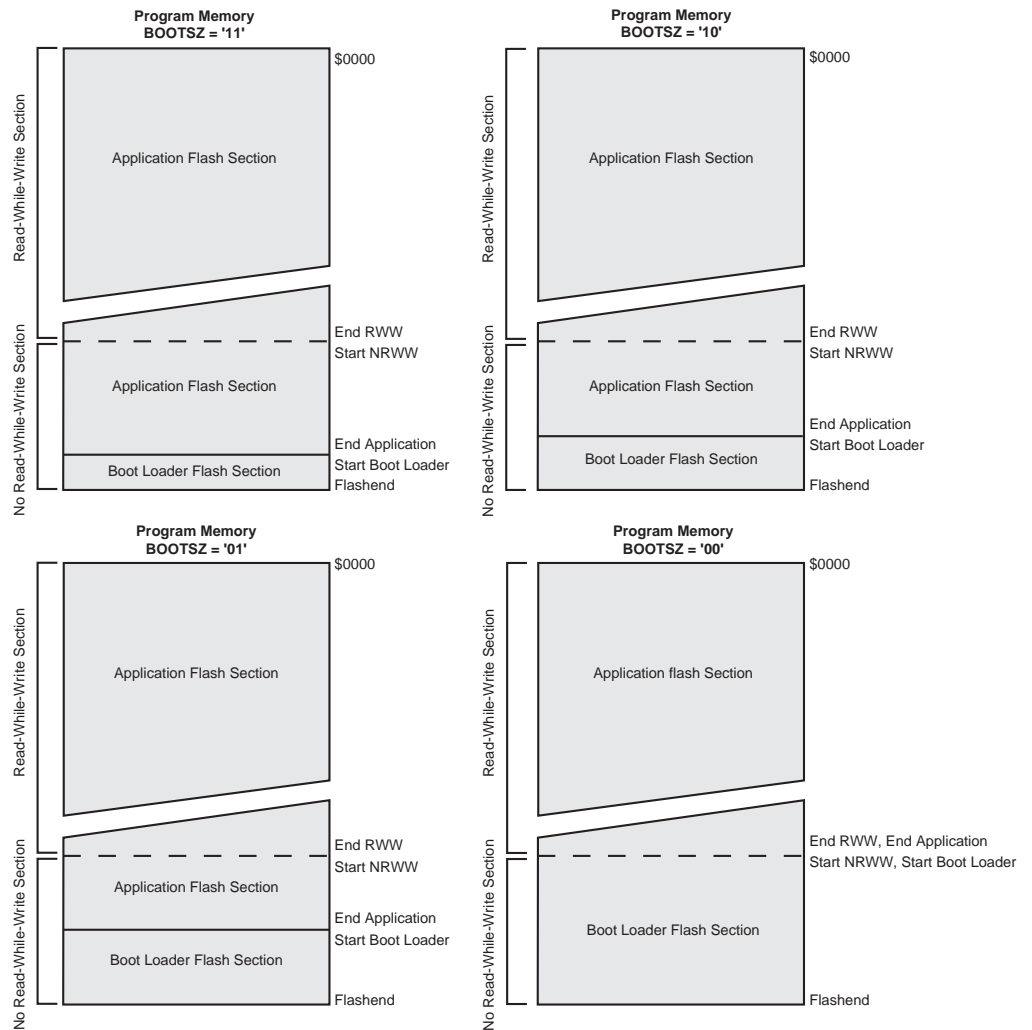 Program Memory
BOOTSZ = '11'
$0000
Read-While-Write Section
Application Flash Section
End RWW
Start NRWW
No Read-While-Write Section
Application Flash Section
End Application
Start Boot Loader
Boot Loader Flash Section
Flashend
Program Memory
BOOTSZ = '10'
$0000
Read-While-Write Section
Application Flash Section
End RWW
Start NRWW
No Read-While-Write Section
Application Flash Section
End Application
Start Boot Loader
Boot Loader Flash Section
Flashend
Program Memory
BOOTSZ = '01'
$0000
Read-While-Write Section
Application Flash Section
End RWW
Start NRWW
No Read-While-Write Section
Application Flash Section
End Application
Start Boot Loader
Boot Loader Flash Section
Flashend
Program Memory
BOOTSZ = '00'
$0000
Read-While-Write Section
Application flash Section
End RWW, End Application
Start NRWW, Start Boot Loader
No Read-While-Write Section
Boot Loader Flash Section
Flashend